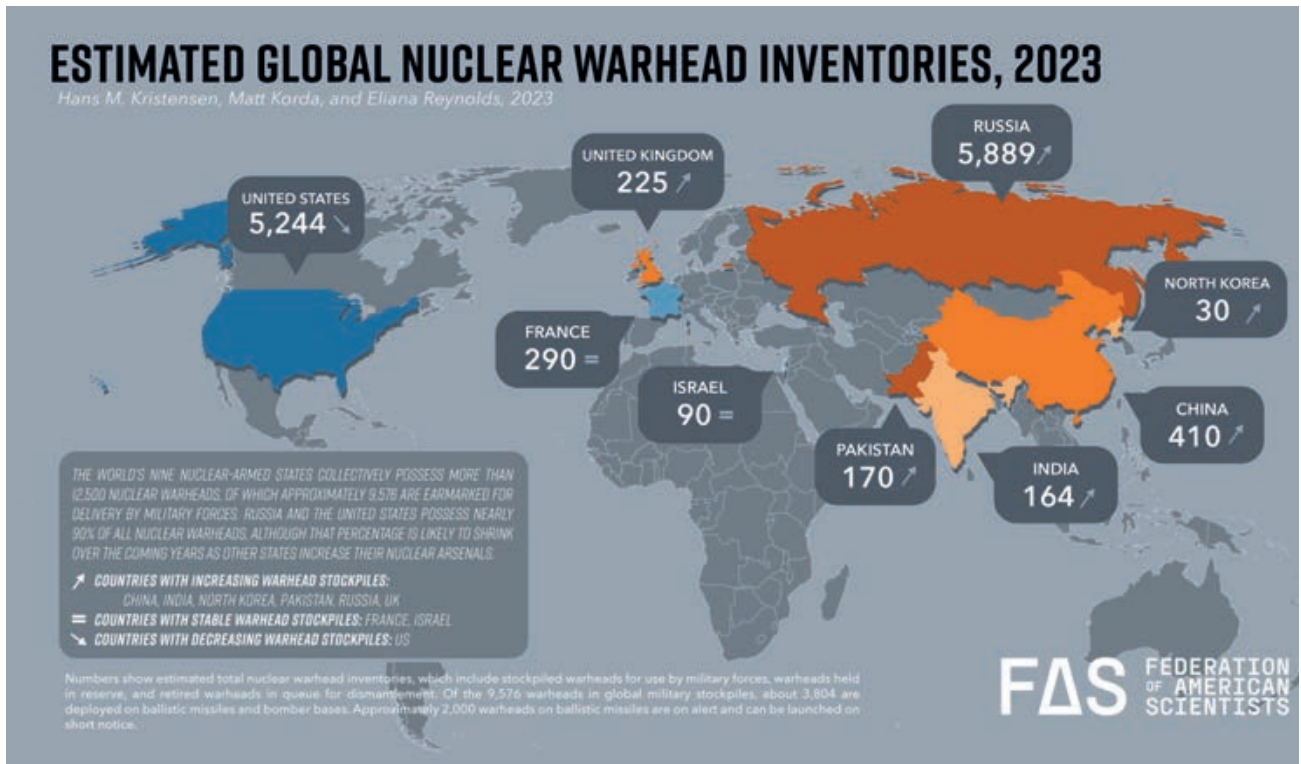 ESTIMATED GLOBAL NUCLEAR WARHEAD INVENTORIES, 2023
Hans M. Kristensen, Matt Korda, and Eliana Reynolds, 2023
RUSSIA
5,889
UNITED KINGDOM
225
UNITED STATES
5,244
NORTH KOREA
30
FRANCE
290 =
ISRAEL
90 =
CHINA
410
PAKISTAN
170
INDIA
164
THE WORLD'S NINE NUCLEAR-ARMED STATES COLLECTIVELY POSSESS MORE THAN
12,500 NUCLEAR WARHEADS, OF WHICH APPROXIMATELY 9,576 ARE EARMARKED FOR
DELIVERY BY MILITARY FORCES. RUSSIA AND THE UNITED STATES POSSESS NEARLY
90% OF ALL NUCLEAR WARHEADS, ALTHOUGH THAT PERCENTAGE IS LIKELY TO SHRINK
OVER THE COMING YEARS AS OTHER STATES INCREASE THEIR NUCLEAR ARSENALS.
COUNTRIES WITH INCREASING WARHEAD STOCKPILES:
CHINA, INDIA, NORTH KOREA, PAKISTAN, RUSSIA, UK
= COUNTRIES WITH STABLE WARHEAD STOCKPILES: FRANCE, ISRAEL
COUNTRIES WITH DECREASING WARHEAD STOCKPILES: US
Numbers show estimated total nuclear warhead inventories, which include stockpiled warheads for use by military forces, warheads held
in reserve, and retired warheads in queue for dismantlement. Of the 9,576 warheads in global military stockpiles, about 3,804 are
deployed on ballistic missiles and bomber bases. Approximately 2,000 warheads on ballistic missiles are on alert and can be launched on
short notice.
FAS
FEDERATION
OF AMERICAN
SCIENTISTS